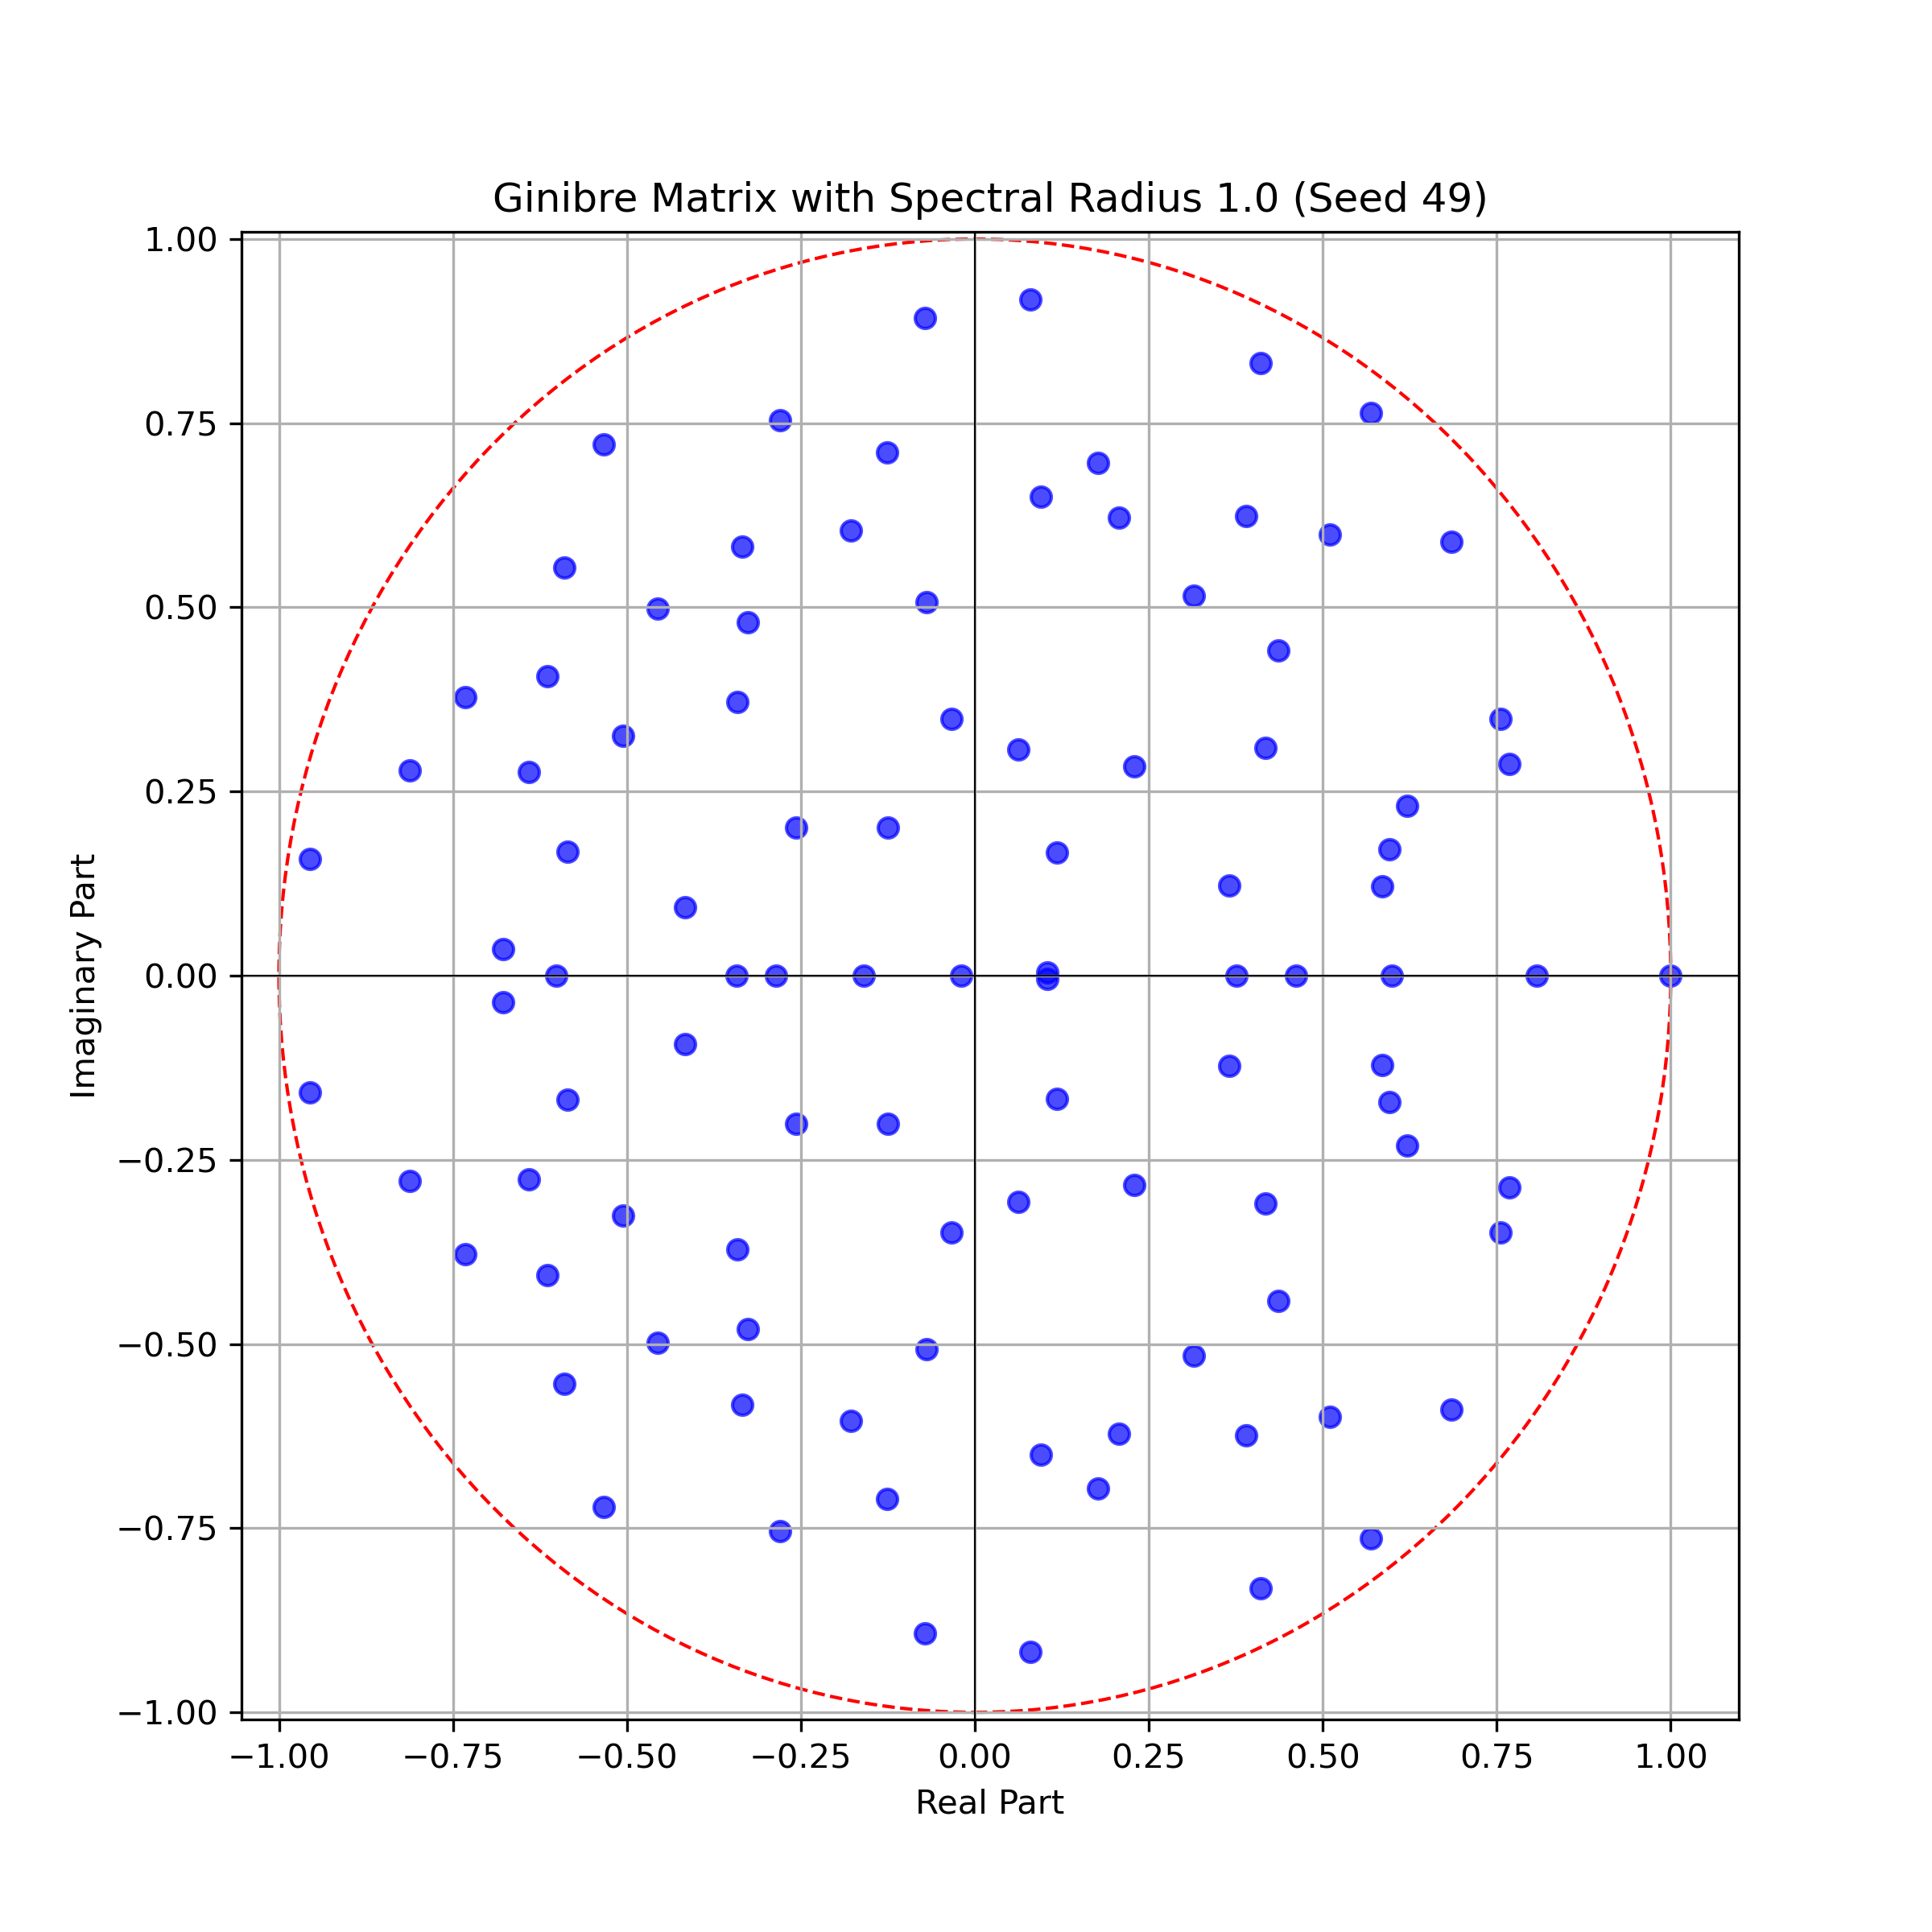 Ginibre Matrix with Spectral Radius 1.0 (Seed 49)
1.00
0.75
0.50
0.25
0.00
−0.25
−0.50
−0.75
−1.00
Imaginary Part
−1.00 −0.75 −0.50 −0.25 0.00 0.25 0.50 0.75 1.00
Real Part